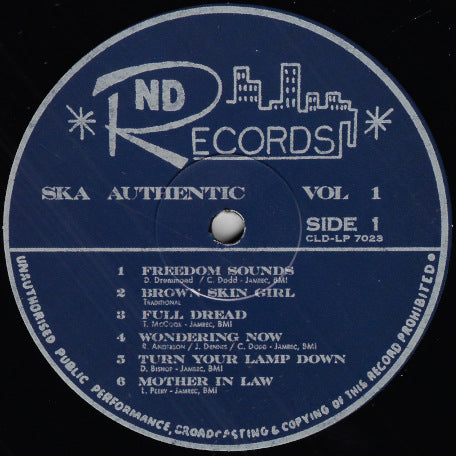 RND
RECORDS
SKA AUTHENTIC VOL 1
SIDE 1
CLD-LP 7023
1 FREEDOM SOUNDS
D. Drummond / C. Dodd - Jamrec, BMI
2 BROWN SKIN GIRL
Traditional
3 FULL DREAD
T. McCook - Jamrec, BMI
4 WONDERING NOW
R. Anderson / J. Dennis / C. Dodd - Jamrec, BMI
5 TURN YOUR LAMP DOWN
D. Bishop - Jamrec, BMI
6 MOTHER IN LAW
L. Perry - Jamrec, BMI
UNAUTHORISED PUBLIC PERFORMANCE, BROADCASTING & COPYING OF THIS RECORD PROHIBITED